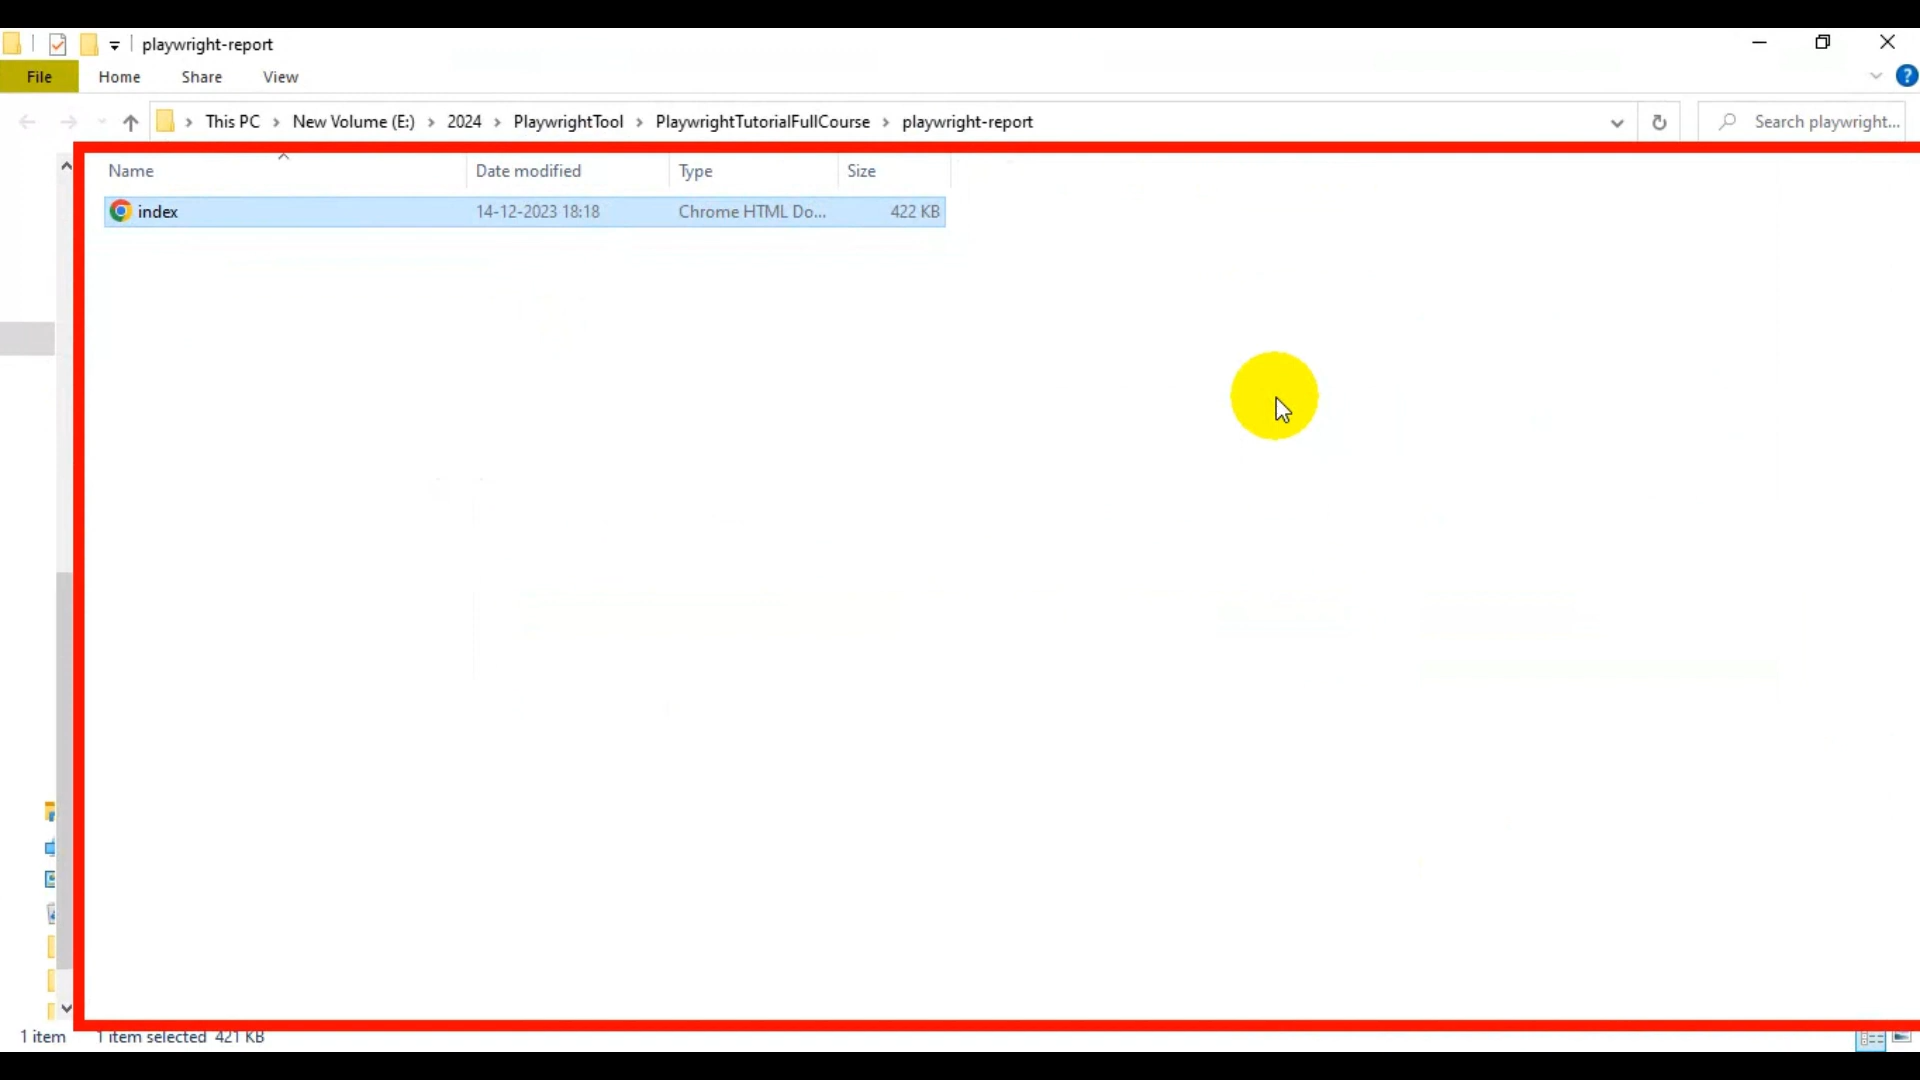 playwright-report
File Home Share View ?
This PC New Volume (E:) 2024 PlaywrightTool PlaywrightTutorialFullCourse playwright-report Search playwright...
Name Date modified Type Size
index 14-12-2023 18:18 Chrome HTML Do... 422 KB
1 item 1 item selected 421 KB